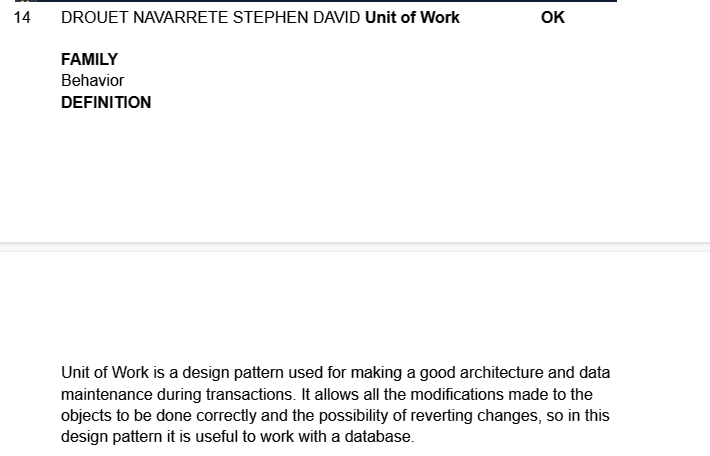 14 DROUET NAVARRETE STEPHEN DAVID Unit of Work OK
FAMILY
Behavior
DEFINITION
Unit of Work is a design pattern used for making a good architecture and data
maintenance during transactions. It allows all the modifications made to the
objects to be done correctly and the possibility of reverting changes, so in this
design pattern it is useful to work with a database.